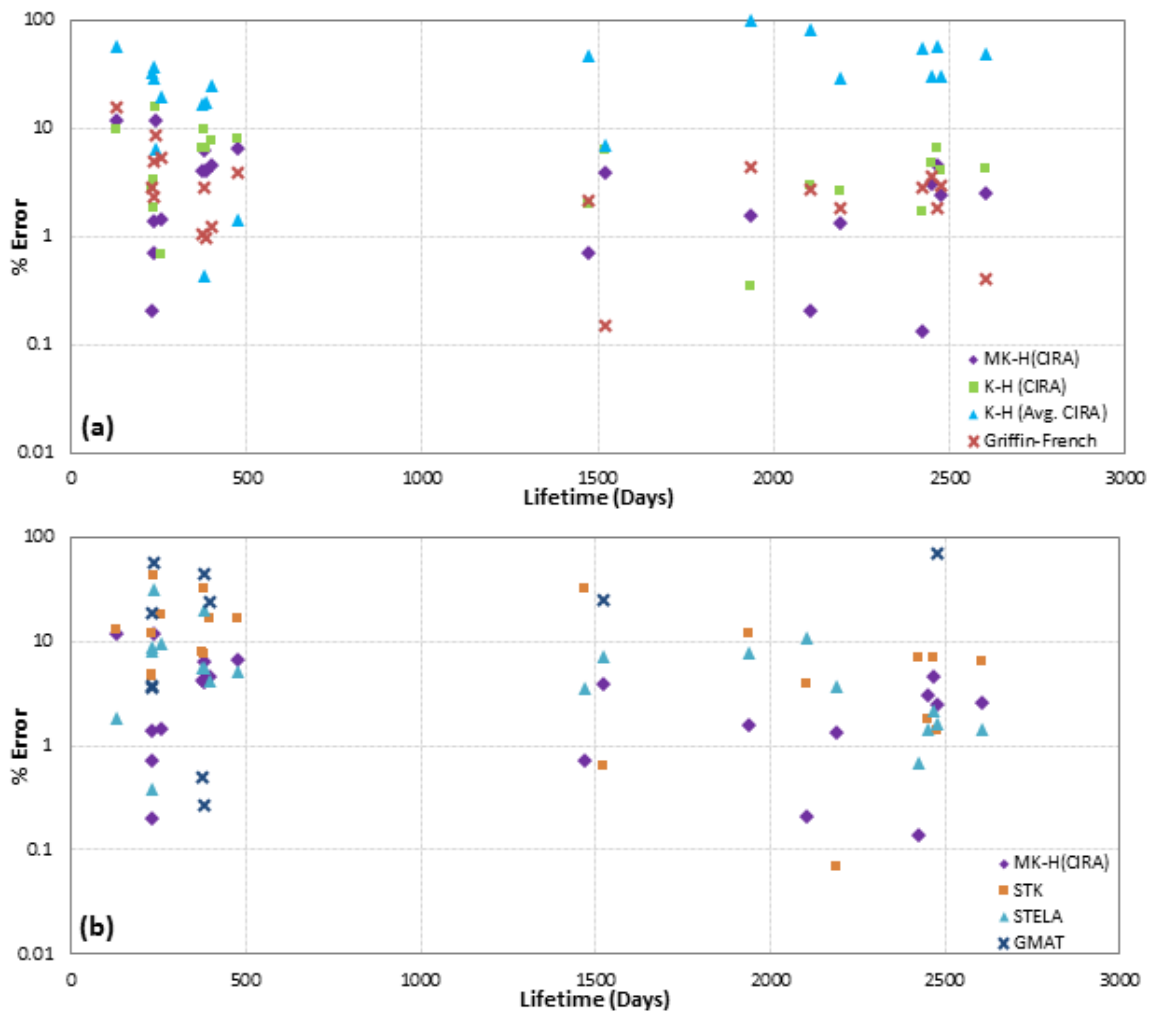 100
10
1
0.1
0.01
% Error
MK-H(CIRA)
K-H (CIRA)
K-H (Avg. CIRA)
Griffin-French
(a)
0 500 1000 1500 2000 2500 3000
Lifetime (Days)
100
10
1
0.1
0.01
% Error
MK-H(CIRA)
STK
STELA
GMAT
(b)
0 500 1000 1500 2000 2500 3000
Lifetime (Days)